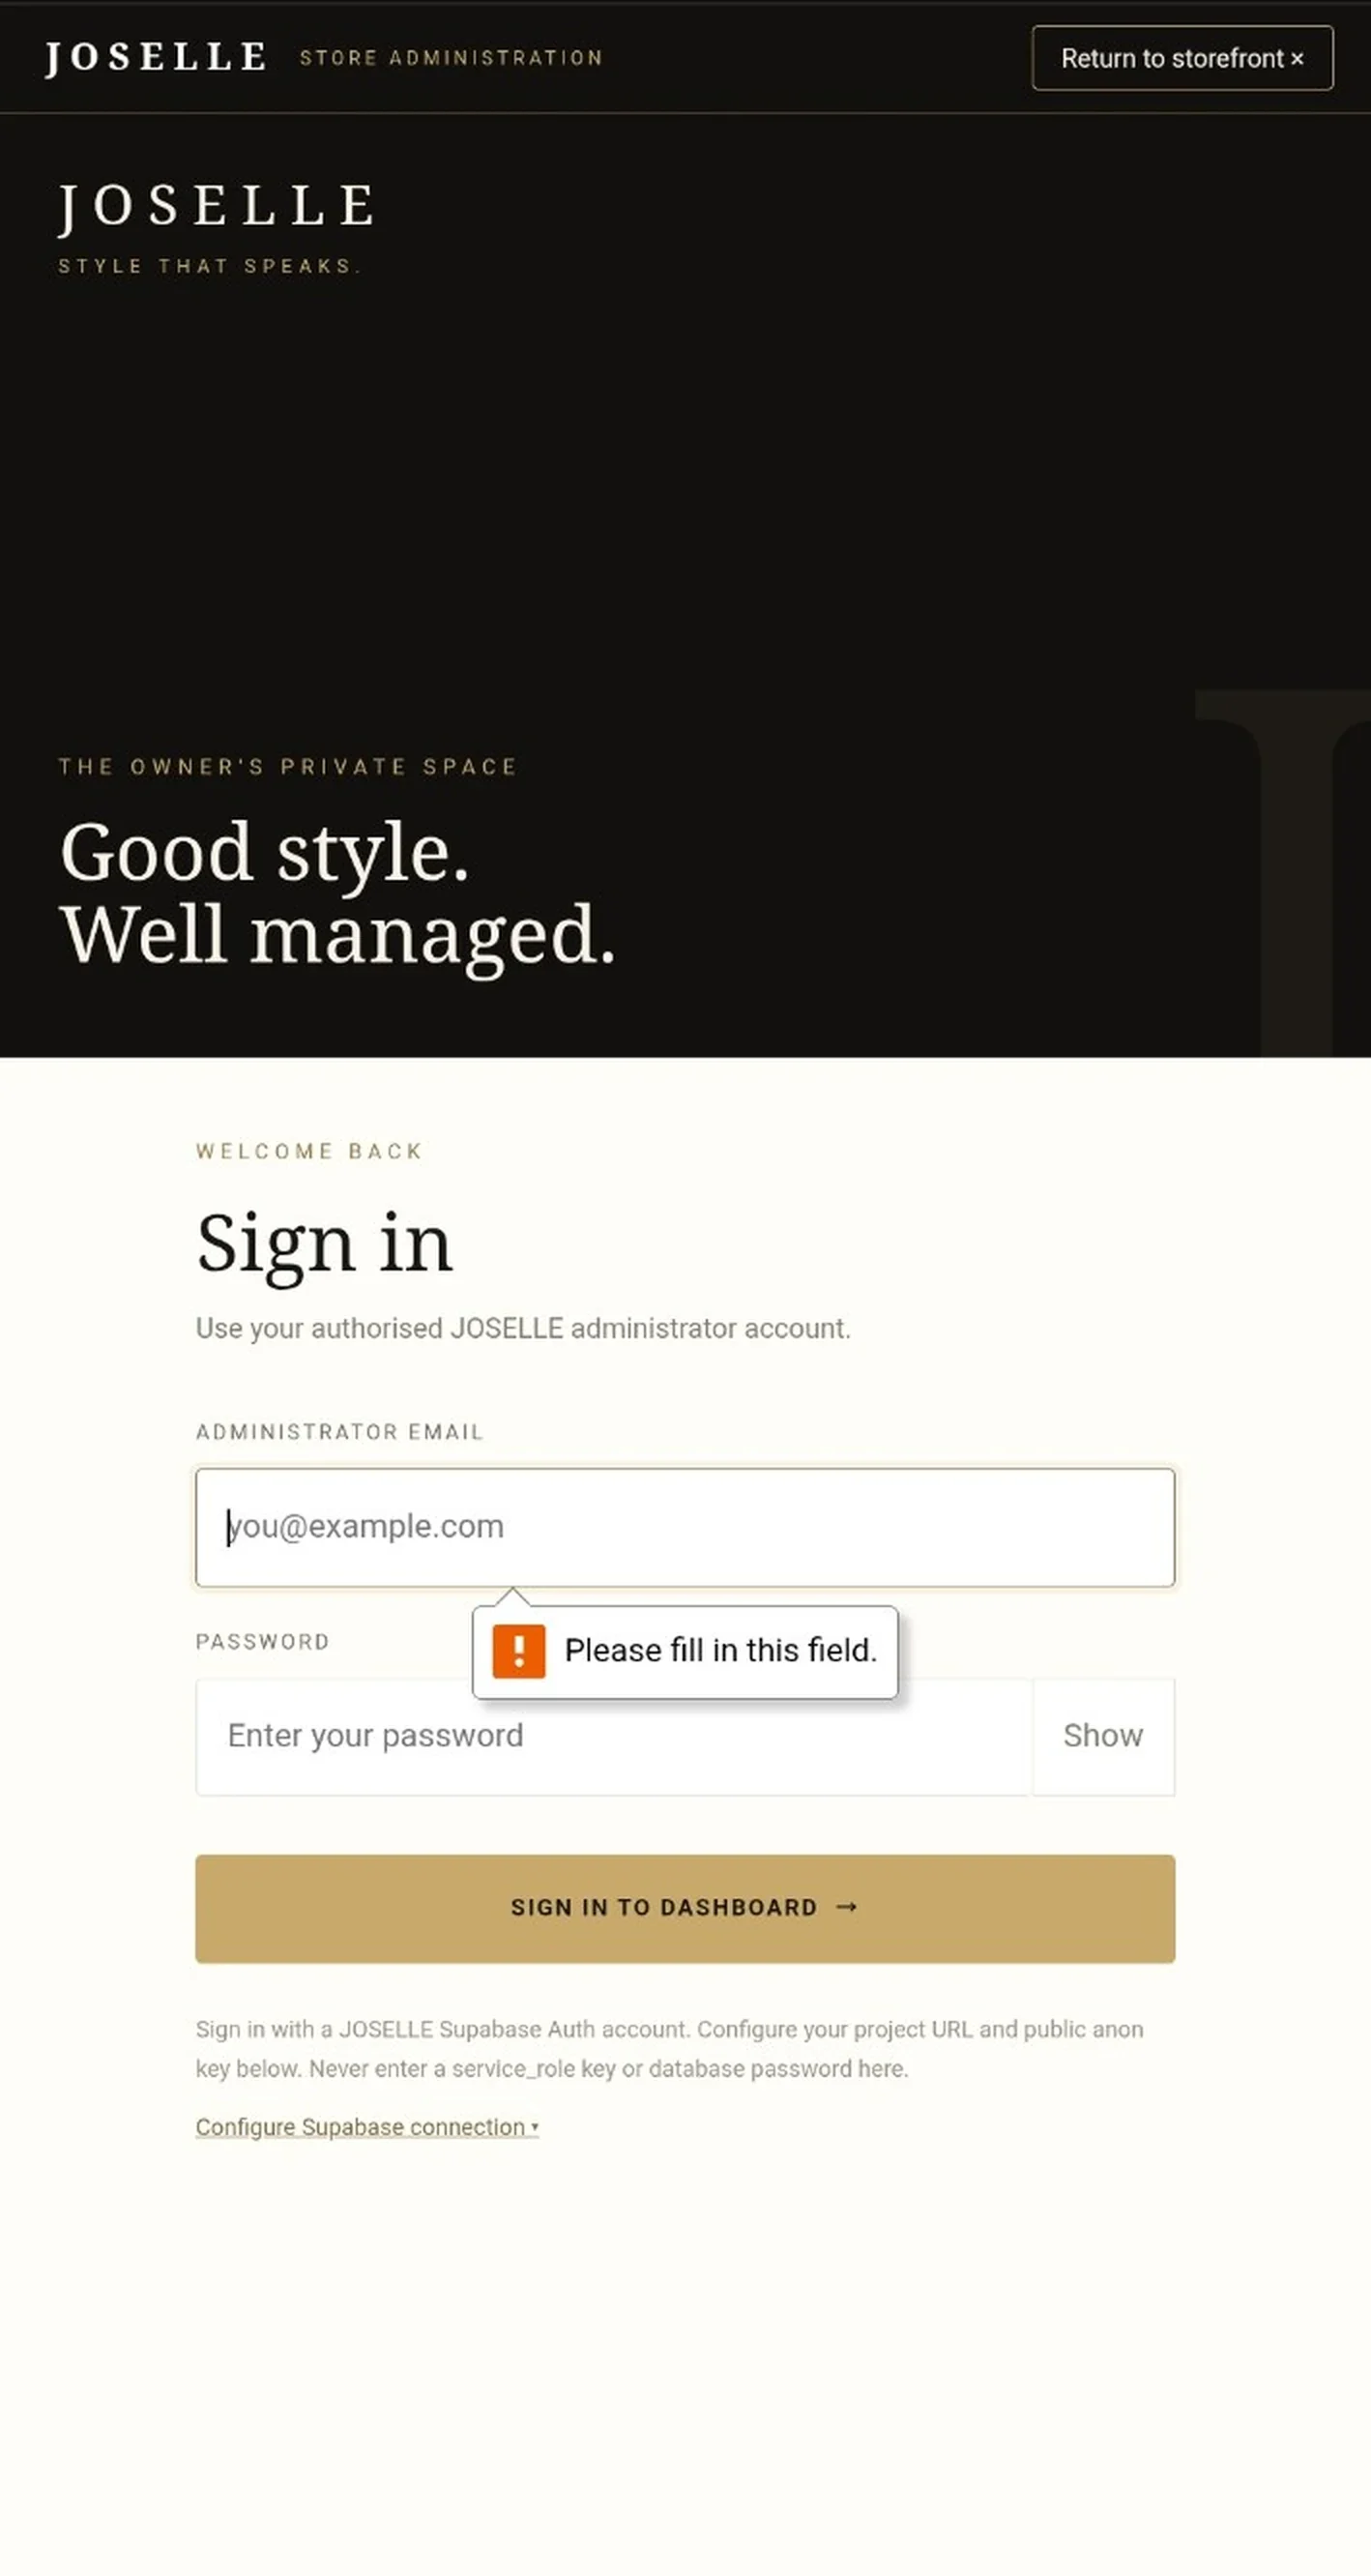 JOSELLE STORE ADMINISTRATION Return to storefront ×
JOSELLE
STYLE THAT SPEAKS.
THE OWNER'S PRIVATE SPACE
Good style.
Well managed.
WELCOME BACK
Sign in
Use your authorised JOSELLE administrator account.
ADMINISTRATOR EMAIL
you@example.com
Please fill in this field.
PASSWORD
Enter your password Show
SIGN IN TO DASHBOARD →
Sign in with a JOSELLE Supabase Auth account. Configure your project URL and public anon
key below. Never enter a service_role key or database password here.
Configure Supabase connection ▾